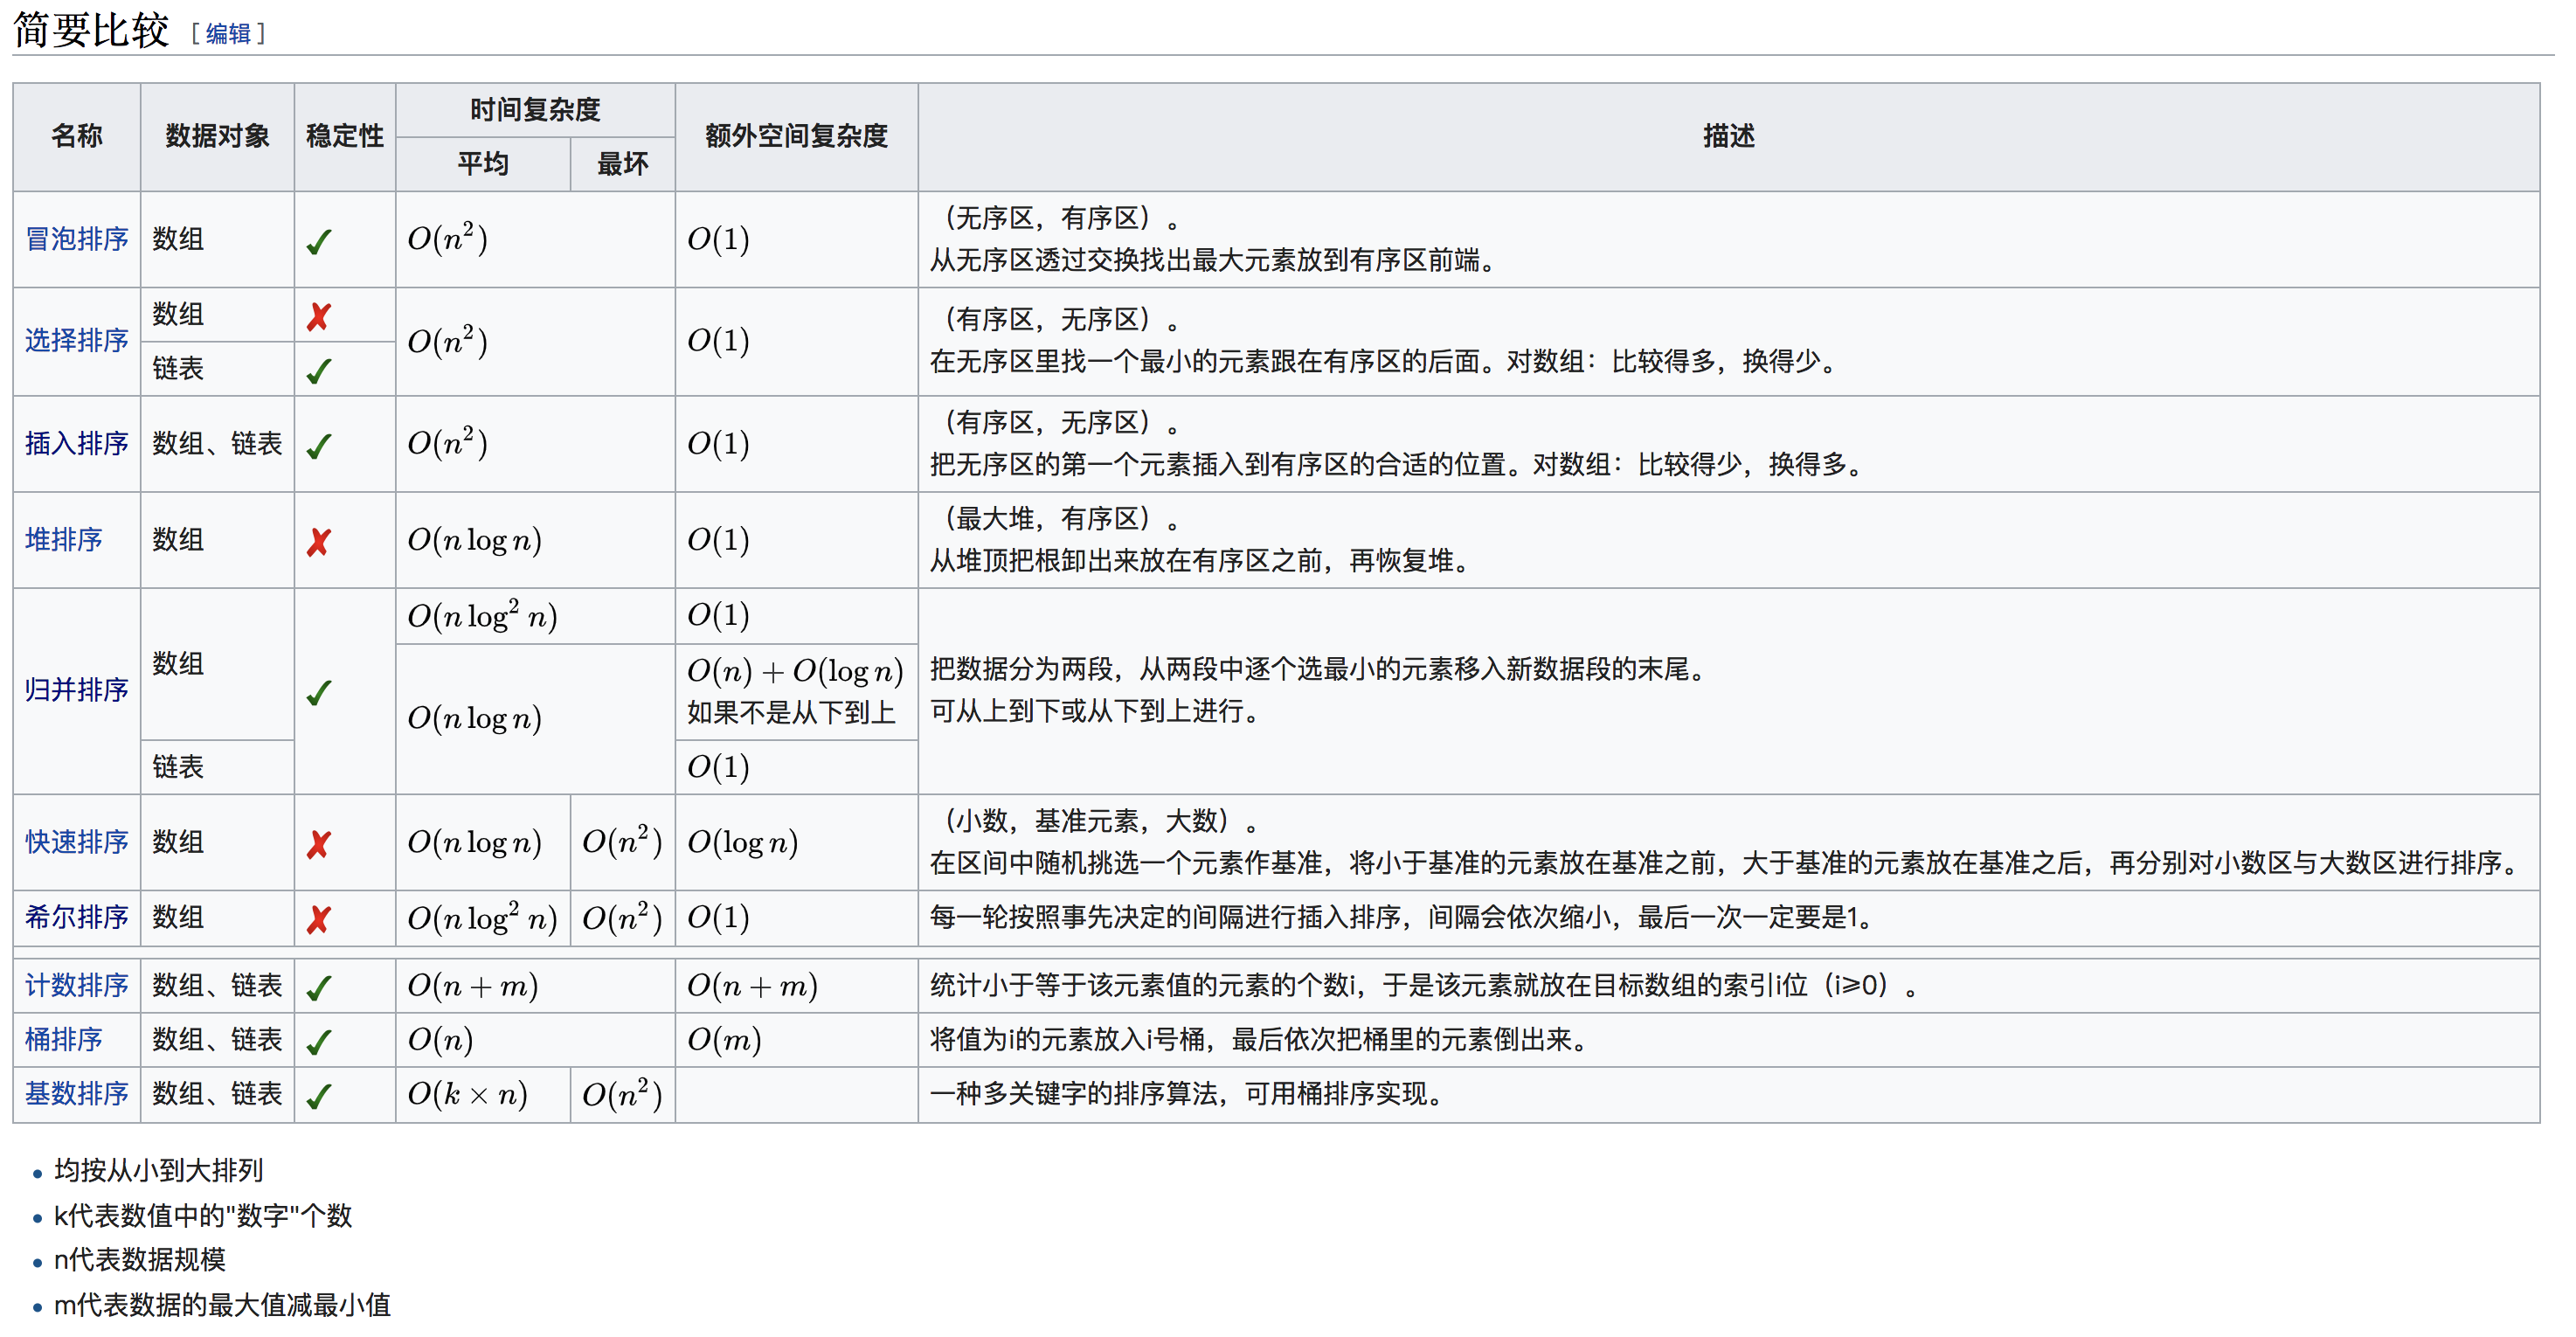 简要比较 [ 编辑 ]
名称 数据对象 稳定性 时间复杂度 额外空间复杂度 描述
平均 最坏
冒泡排序 数组 ✓ O(n²) O(1) （无序区，有序区）。
从无序区透过交换找出最大元素放到有序区前端。
选择排序 数组 ✗ O(n²) O(1) （有序区，无序区）。
链表 ✓ 在无序区里找一个最小的元素跟在有序区的后面。对数组：比较得多，换得少。
插入排序 数组、链表 ✓ O(n²) O(1) （有序区，无序区）。
把无序区的第一个元素插入到有序区的合适的位置。对数组：比较得少，换得多。
堆排序 数组 ✗ O(n log n) O(1) （最大堆，有序区）。
从堆顶把根卸出来放在有序区之前，再恢复堆。
归并排序 数组 ✓ O(n log² n) O(1)
O(n log n) O(n) + O(log n)
如果不是从下到上
把数据分为两段，从两段中逐个选最小的元素移入新数据段的末尾。
可从上到下或从下到上进行。
链表 O(1)
快速排序 数组 ✗ O(n log n) O(n²) O(log n) （小数，基准元素，大数）。
在区间中随机挑选一个元素作基准，将小于基准的元素放在基准之前，大于基准的元素放在基准之后，再分别对小数区与大数区进行排序。
希尔排序 数组 ✗ O(n log² n) O(n²) O(1) 每一轮按照事先决定的间隔进行插入排序，间隔会依次缩小，最后一次一定要是1。
计数排序 数组、链表 ✓ O(n + m) O(n + m) 统计小于等于该元素值的元素的个数i，于是该元素就放在目标数组的索引i位（i⩾0）。
桶排序 数组、链表 ✓ O(n) O(m) 将值为i的元素放入i号桶，最后依次把桶里的元素倒出来。
基数排序 数组、链表 ✓ O(k × n) O(n²) 一种多关键字的排序算法，可用桶排序实现。
• 均按从小到大排列
• k代表数值中的"数字"个数
• n代表数据规模
• m代表数据的最大值减最小值